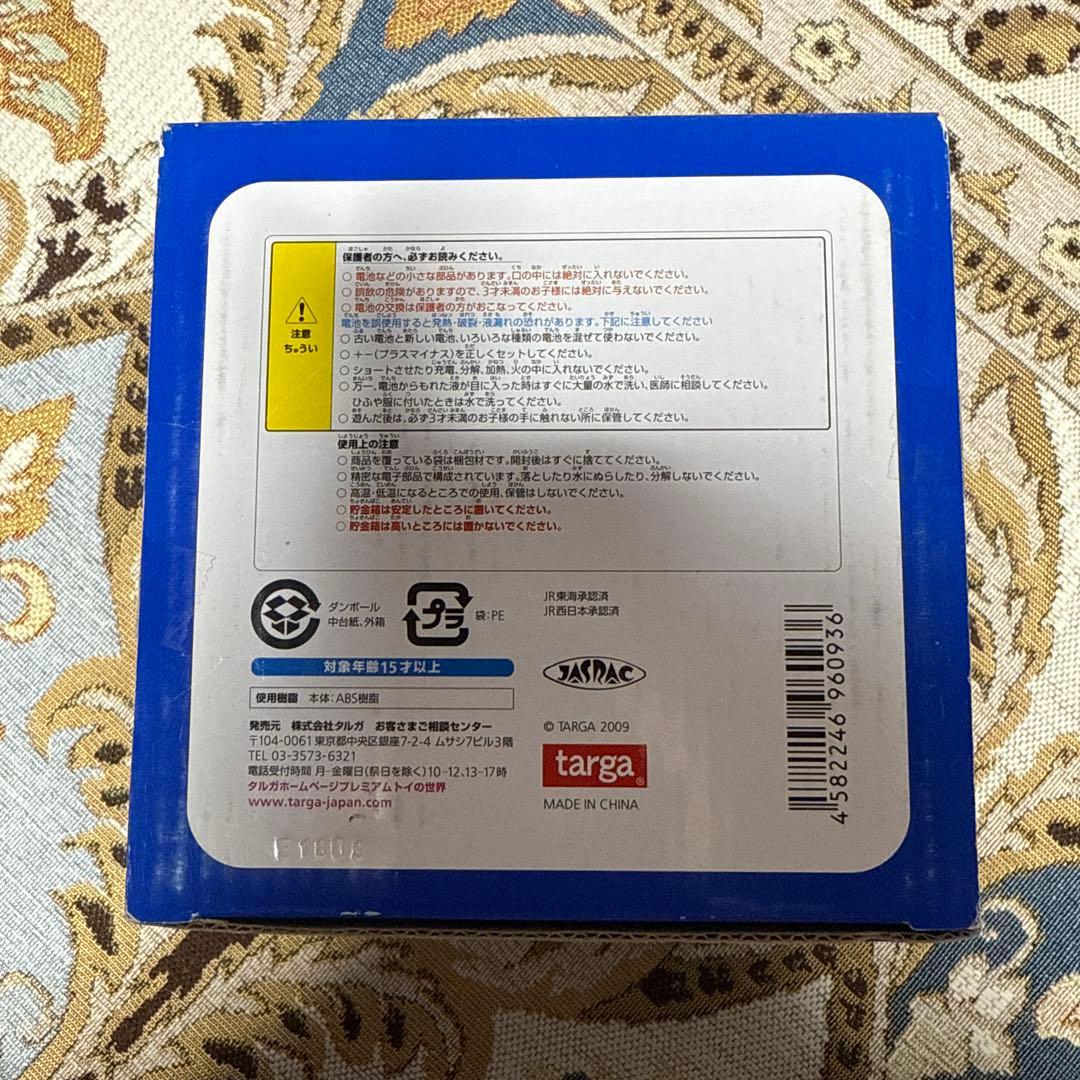 保護者の方へ、必ずお読みください。
○ 電池などの小さな部品があります。口の中には絶対に入れないでください。
○ 誤飲の危険がありますので、3才未満のお子様には絶対に与えないでください。
○ 電池の交換は保護者の方がおこなってください。
電池を誤使用すると発熱・破裂・液漏れの恐れがあります。下記に注意してください
○ 古い電池と新しい電池、いろいろな種類の電池を混ぜて使わないでください。
○ +−(プラスマイナス)を正しくセットしてください。
○ ショートさせたり充電、分解、加熱、火の中に入れないでください。
○ 万一、電池からもれた液が目に入った時はすぐに大量の水で洗い、医師に相談してください。
ひふや服に付いたときは水で洗ってください。
○ 遊んだ後は、必ず3才未満のお子様の手に触れない所に保管してください。
注意
ちゅうい
使用上の注意
○ 商品を覆っている袋は梱包材です。開封後はすぐに捨ててください。
○ 精密な電子部品で構成されています。落としたり水にぬらしたり、分解しないでください。
○ 高温・低温になるところでの使用、保管はしないでください。
○ 貯金箱は安定したところに置いてください。
○ 貯金箱は高いところには置かないでください。
ダンボール
中台紙、外箱
プラ
袋:PE
JR東海承認済
JR西日本承認済
対象年齢15才以上
JASRAC
使用樹脂 本体:ABS樹脂
発売元 株式会社タルガ お客さまご相談センター
〒104-0061 東京都中央区銀座7-2-4 ムサシ7ビル3階
TEL 03-3573-6321
電話受付時間 月-金曜日(祭日を除く)10-12、13-17時
タルガホームページプレミアムトイの世界
www.targa-japan.com
© TARGA 2009
targa®
MADE IN CHINA
4582246960936